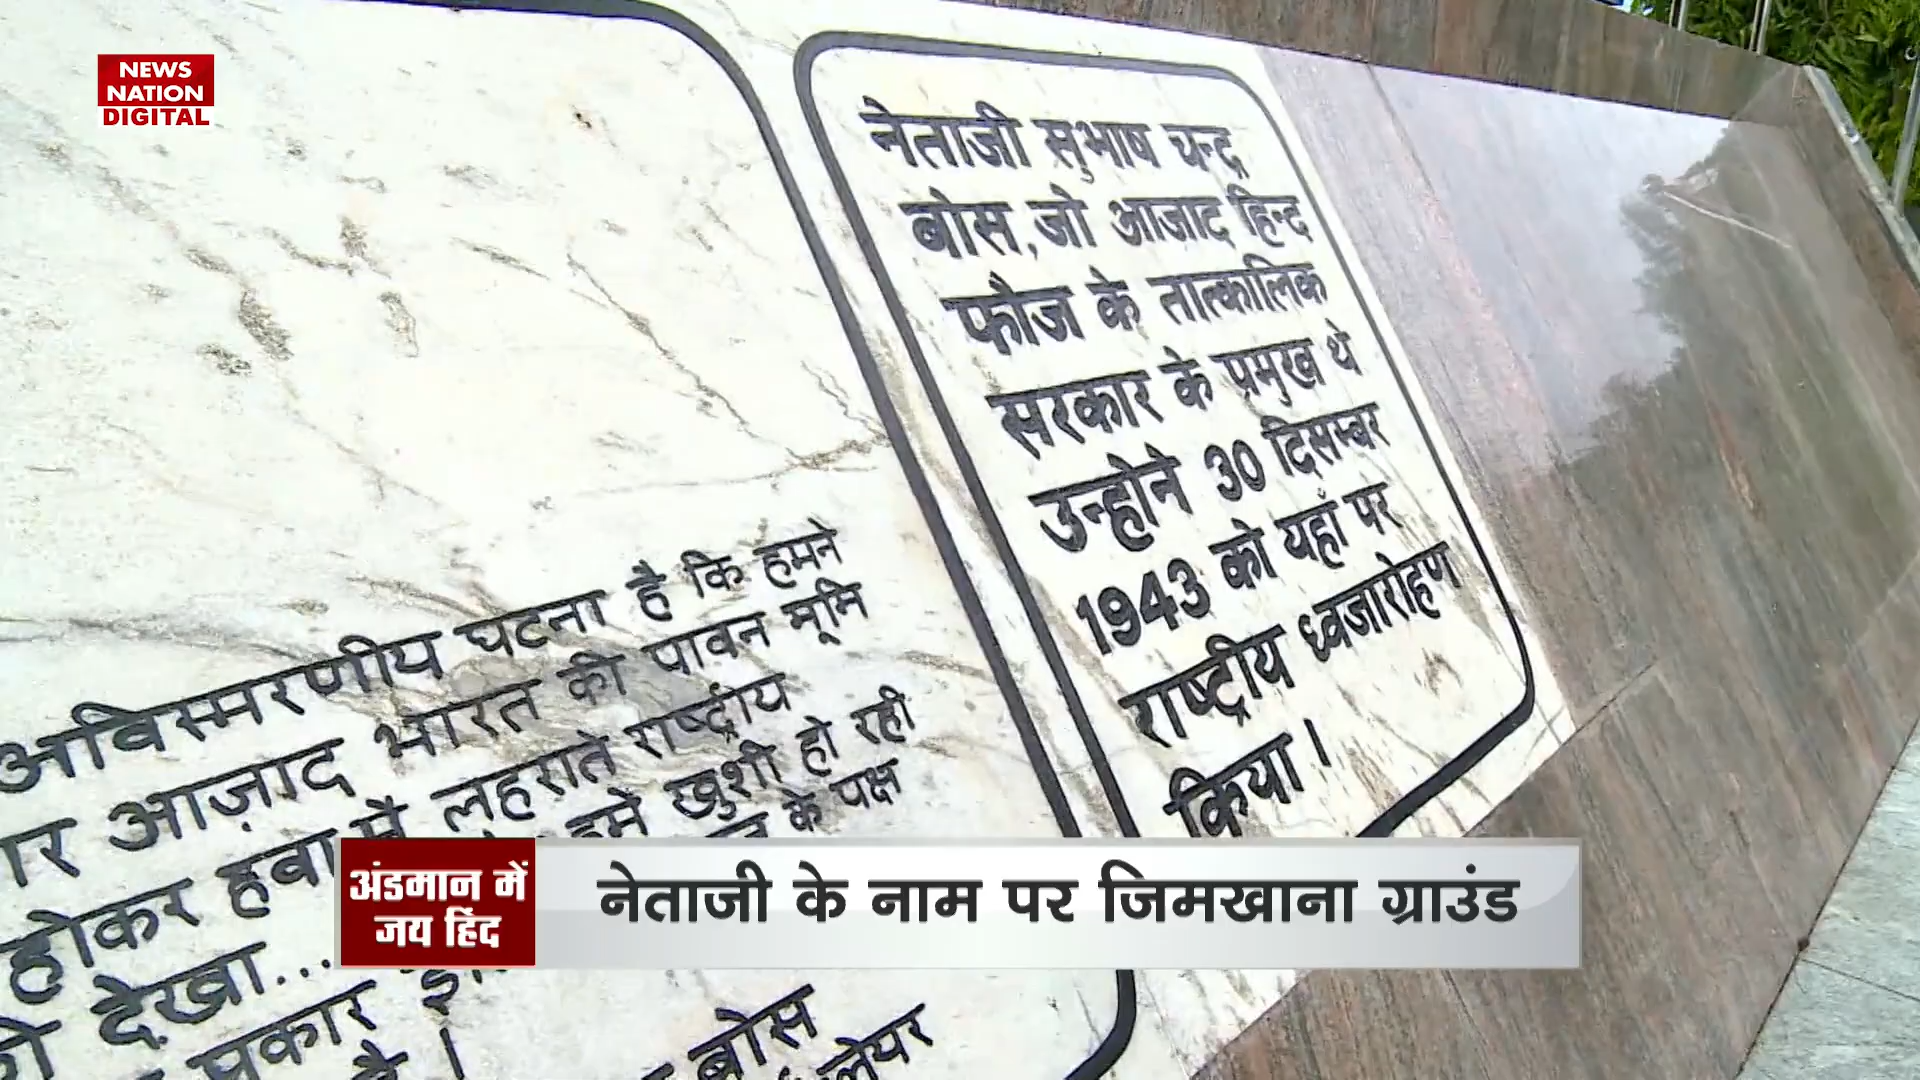 NEWS
NATION
DIGITAL
नेताजी सुभाष चन्द्र
बोस, जो आज़ाद हिन्द
फौज के तात्कालिक
सरकार के प्रमुख थे
उन्होने 30 दिसम्बर
1943 को यहाँ पर
राष्ट्रीय ध्वजारोहण
किया।
अविस्मरणीय घटना है कि हमने
आज़ाद भारत की पावन भूमि
होकर हवा में लहराते राष्ट्रीय
देखा... हमें खुशी हो रही
प्रकार के पक्ष
है।
बोस
अंडमान में
जय हिंद
नेताजी के नाम पर जिमखाना ग्राउंड